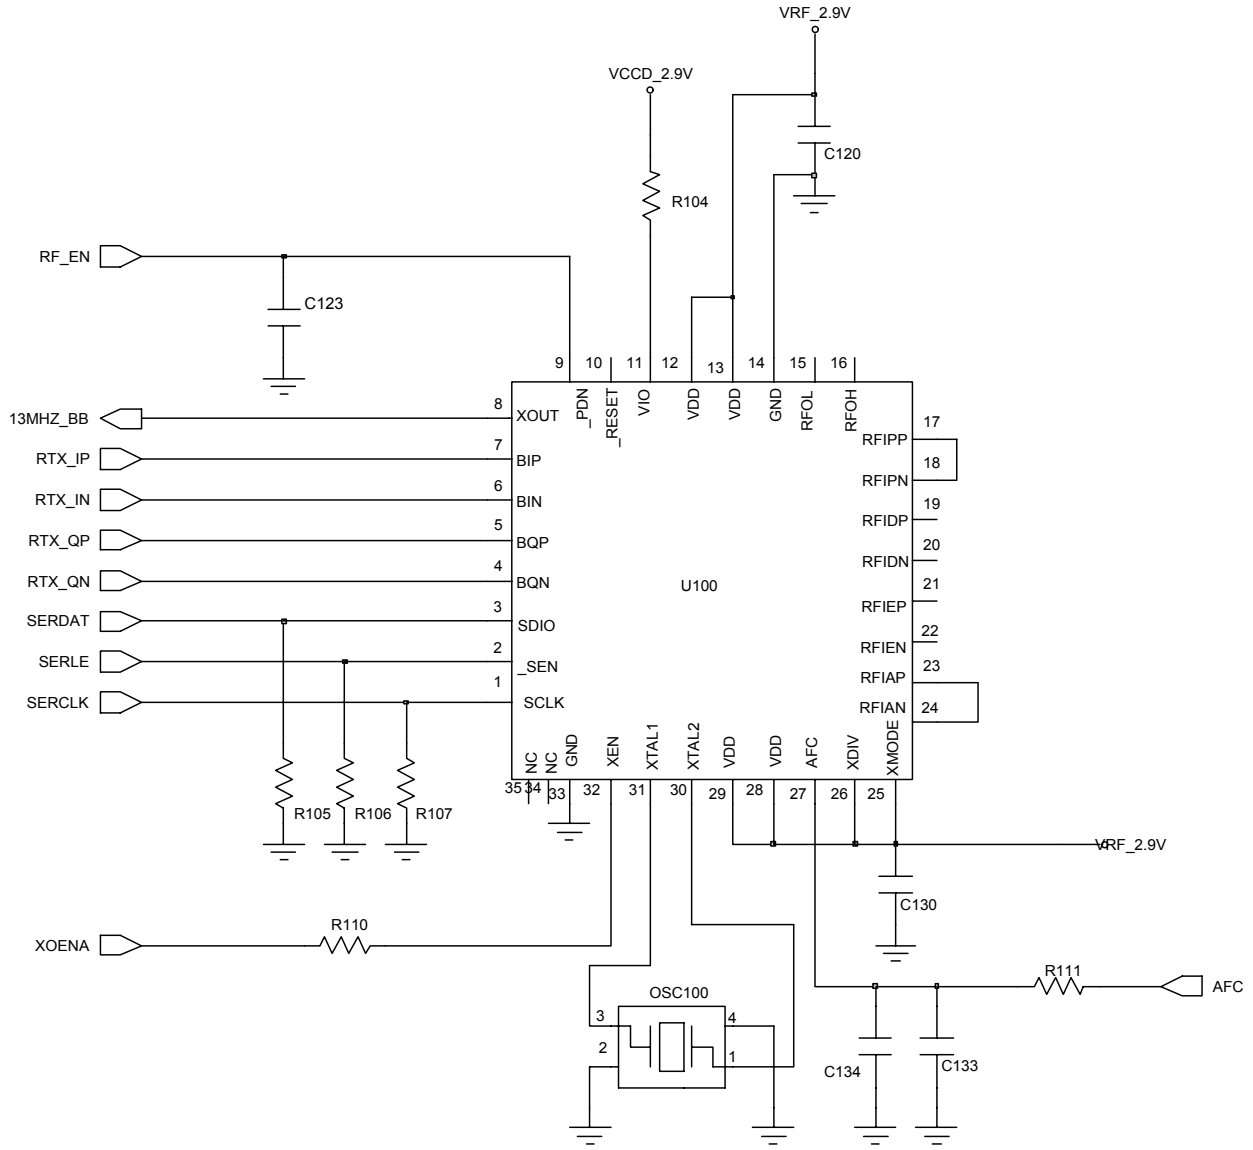 VRF_2.9V
VCCD_2.9V
C120
R104
RF_EN
C123
9
10
11
12
13
14
15
16
_PDN
_RESET
VIO
VDD
VDD
GND
RFOL
RFOH
13MHZ_BB
8
XOUT
RTX_IP
7
BIP
RTX_IN
6
BIN
RTX_QP
5
BQP
RTX_QN
4
BQN
SERDAT
3
SDIO
SERLE
2
_SEN
SERCLK
1
SCLK
U100
17
RFIPP
18
RFIPN
19
RFIDP
20
RFIDN
21
RFIEP
22
RFIEN
23
RFIAP
24
RFIAN
NC
NC
GND
XEN
XTAL1
XTAL2
VDD
VDD
AFC
XDIV
XMODE
35
34
33
32
31
30
29
28
27
26
25
R105
R106
R107
VRF_2.9V
C130
R110
XOENA
R111
AFC
OSC100
3
4
2
1
C134
C133